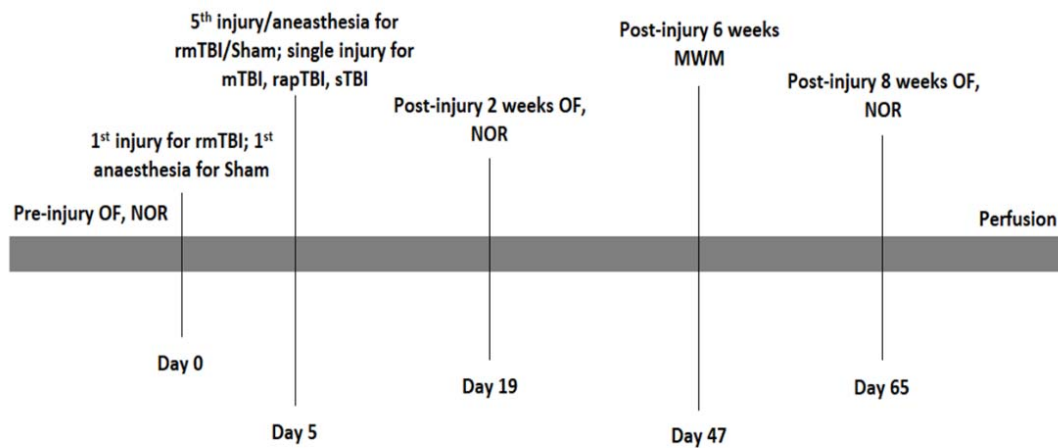 5th injury/aneasthesia for
rmTBI/Sham; single injury for
mTBI, rapTBI, sTBI
Post-injury 6 weeks
MWM
Post-injury 8 weeks OF,
NOR
Post-injury 2 weeks OF,
NOR
1st injury for rmTBI; 1st
anaesthesia for Sham
Pre-injury OF, NOR
Perfusion
Day 0
Day 19
Day 65
Day 5
Day 47